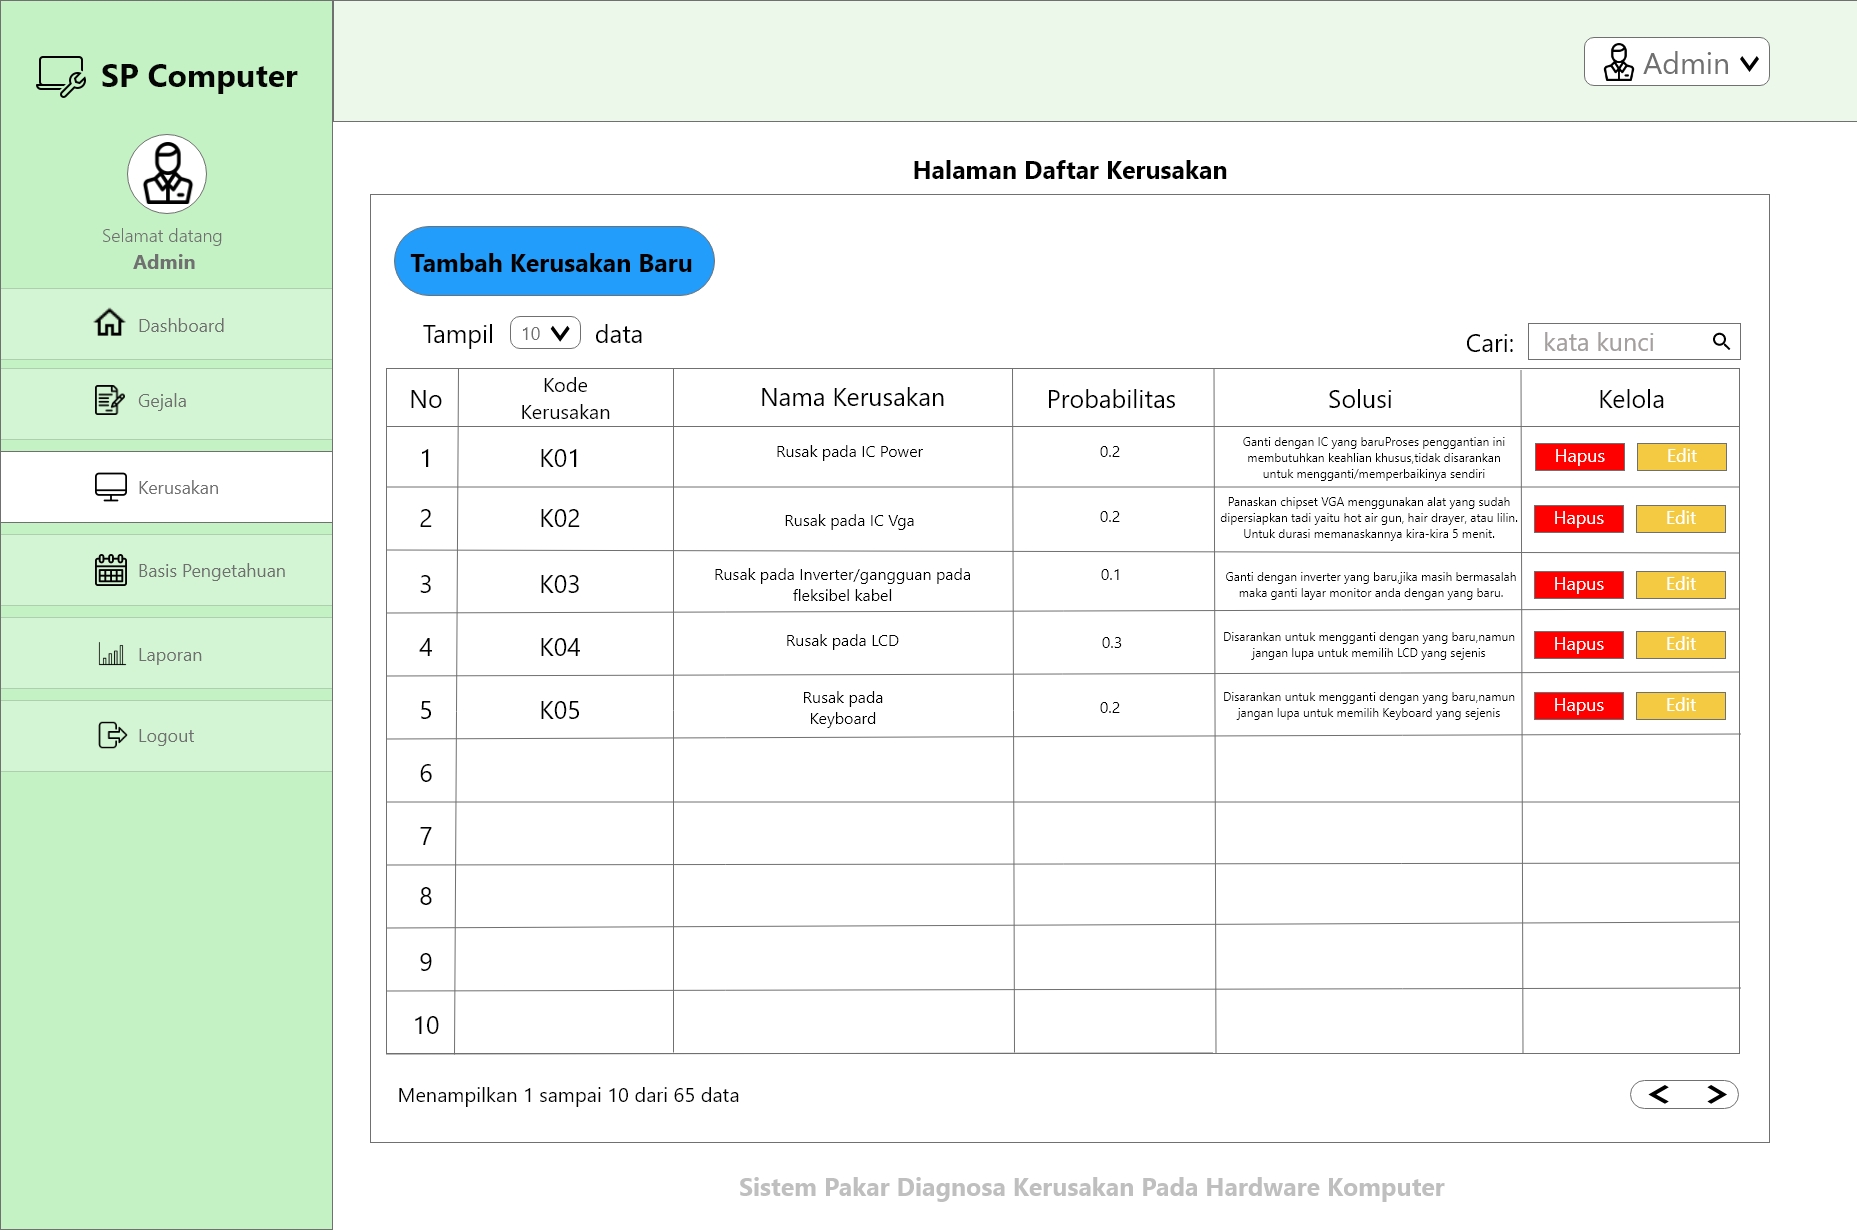 SP Computer
Admin
Selamat datang
Admin
Dashboard
Gejala
Kerusakan
Basis Pengetahuan
Laporan
Logout
Halaman Daftar Kerusakan
Tambah Kerusakan Baru
Tampil 10 data
Cari: kata kunci
No
Kode
Kerusakan
Nama Kerusakan
Probabilitas
Solusi
Kelola
1
K01
Rusak pada IC Power
0.2
Ganti dengan IC yang baruProses penggantian ini
membutuhkan keahlian khusus,tidak disarankan
untuk mengganti/memperbaikinya sendiri
Hapus
Edit
2
K02
Rusak pada IC Vga
0.2
Panaskan chipset VGA menggunakan alat yang sudah
dipersiapkan tadi yaitu hot air gun, hair drayer, atau lilin.
Untuk durasi memanaskannya kira-kira 5 menit.
Hapus
Edit
3
K03
Rusak pada Inverter/gangguan pada
fleksibel kabel
0.1
Ganti dengan inverter yang baru,jika masih bermasalah
maka ganti layar monitor anda dengan yang baru.
Hapus
Edit
4
K04
Rusak pada LCD
0.3
Disarankan untuk mengganti dengan yang baru,namun
jangan lupa untuk memilih LCD yang sejenis
Hapus
Edit
5
K05
Rusak pada
Keyboard
0.2
Disarankan untuk mengganti dengan yang baru,namun
jangan lupa untuk memilih Keyboard yang sejenis
Hapus
Edit
6
7
8
9
10
Menampilkan 1 sampai 10 dari 65 data
Sistem Pakar Diagnosa Kerusakan Pada Hardware Komputer